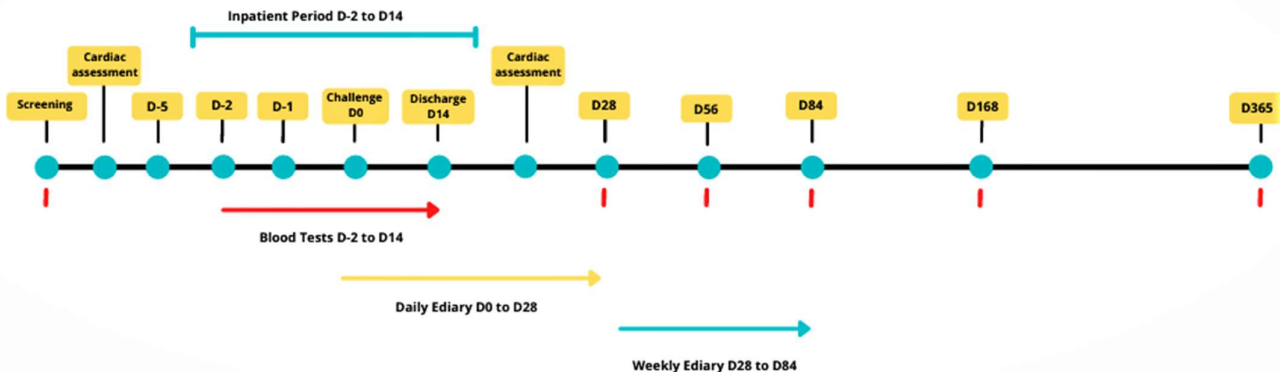 Inpatient Period D-2 to D14
Cardiac
assessment
Cardiac
assessment
Screening
D-5
D-2
D-1
Challenge
D0
Discharge
D14
D28
D56
D84
D168
D365
Blood Tests D-2 to D14
Daily Ediary D0 to D28
Weekly Ediary D28 to D84